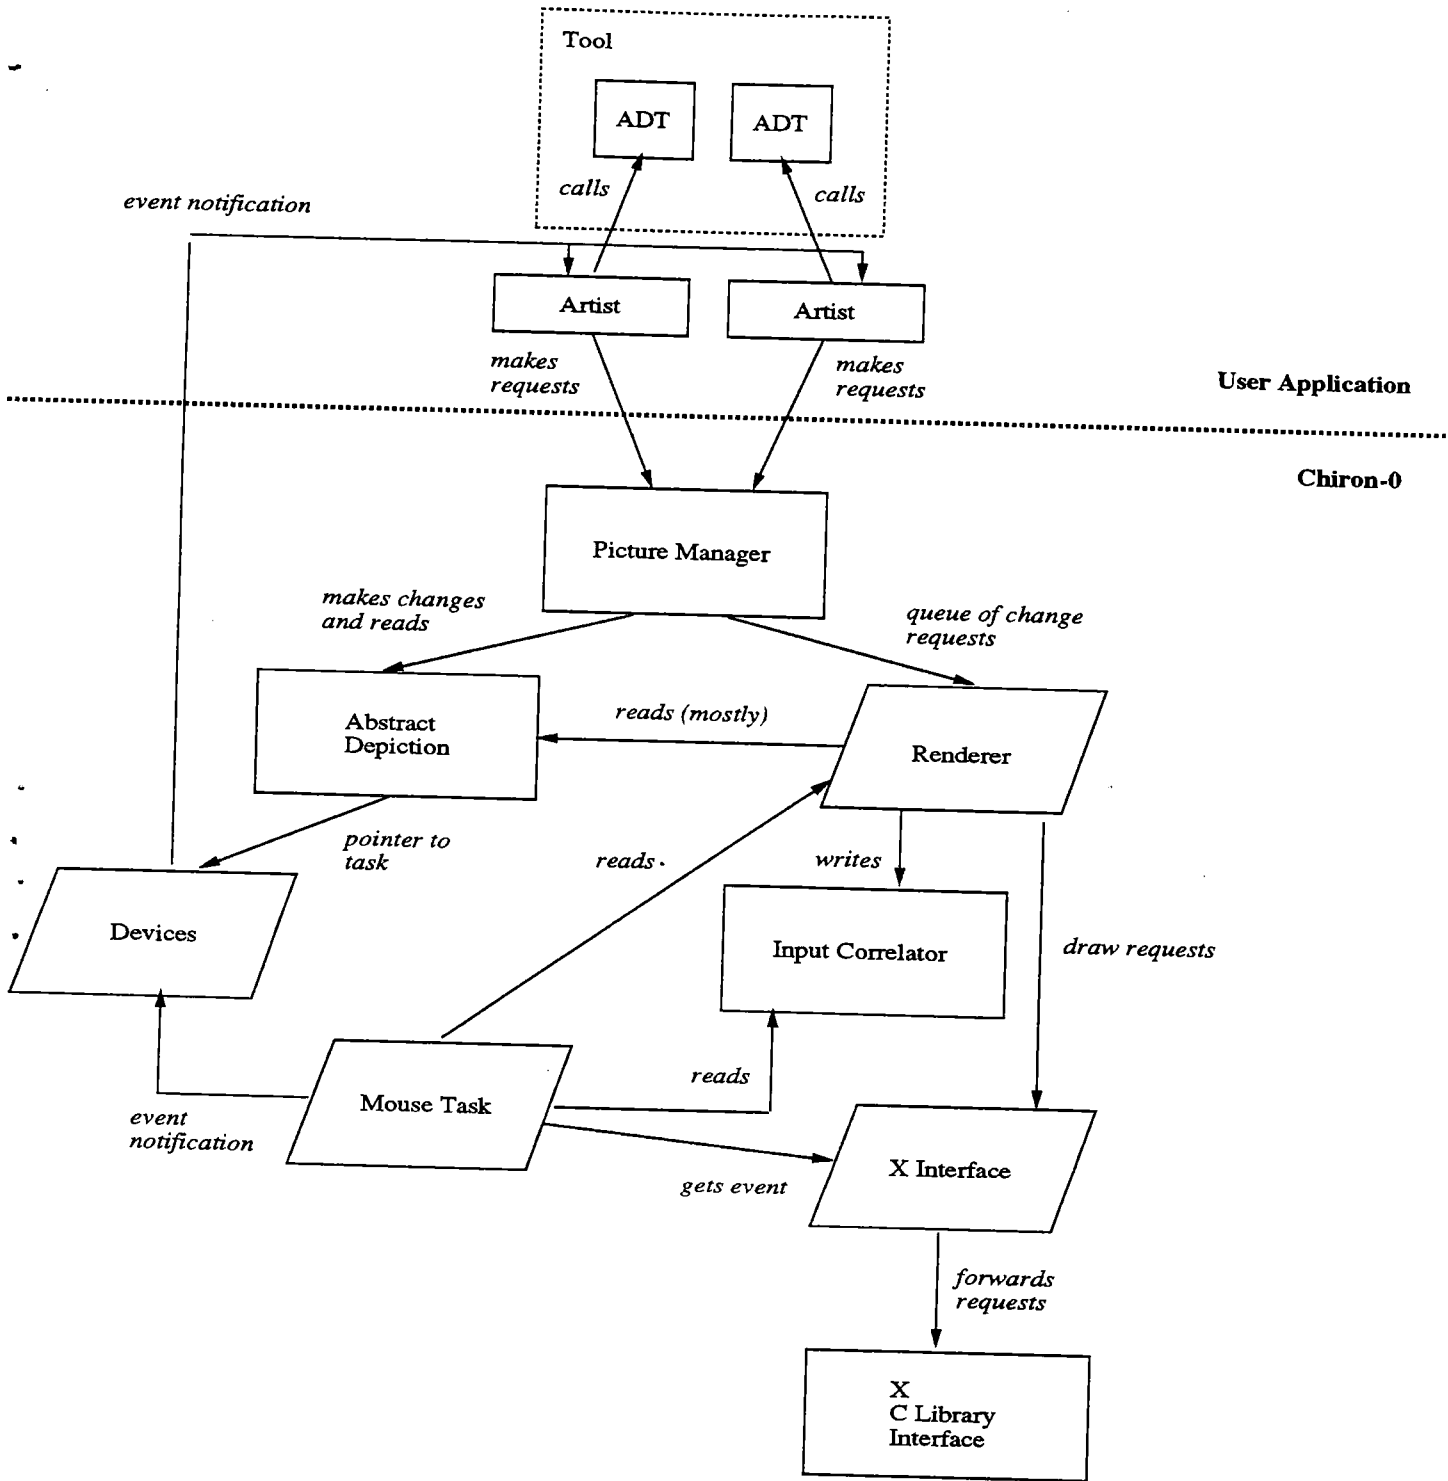 Tool
ADT
ADT
calls
calls
event notification
Artist
Artist
makes
requests
makes
requests
User Application
Chiron-0
Picture Manager
makes changes
and reads
queue of change
requests
Abstract
Depiction
reads (mostly)
Renderer
pointer to
task
reads
writes
Devices
Input Correlator
draw requests
Mouse Task
reads
event
notification
gets event
X Interface
forwards
requests
X
C Library
Interface